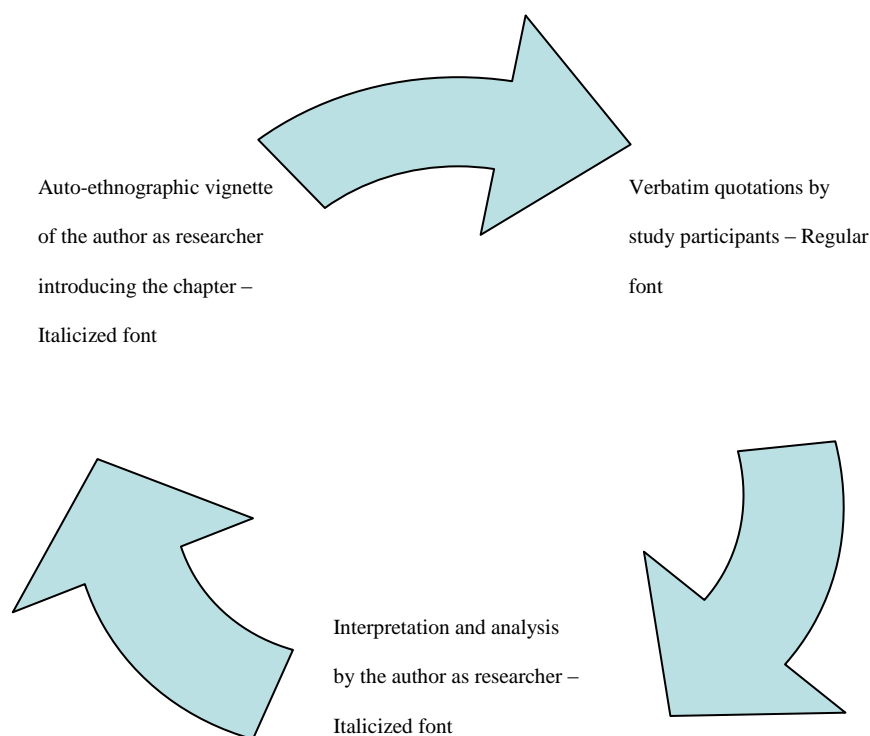 Auto-ethnographic vignette
of the author as researcher
introducing the chapter –
Italicized font
Verbatim quotations by
study participants – Regular
font
Interpretation and analysis
by the author as researcher –
Italicized font